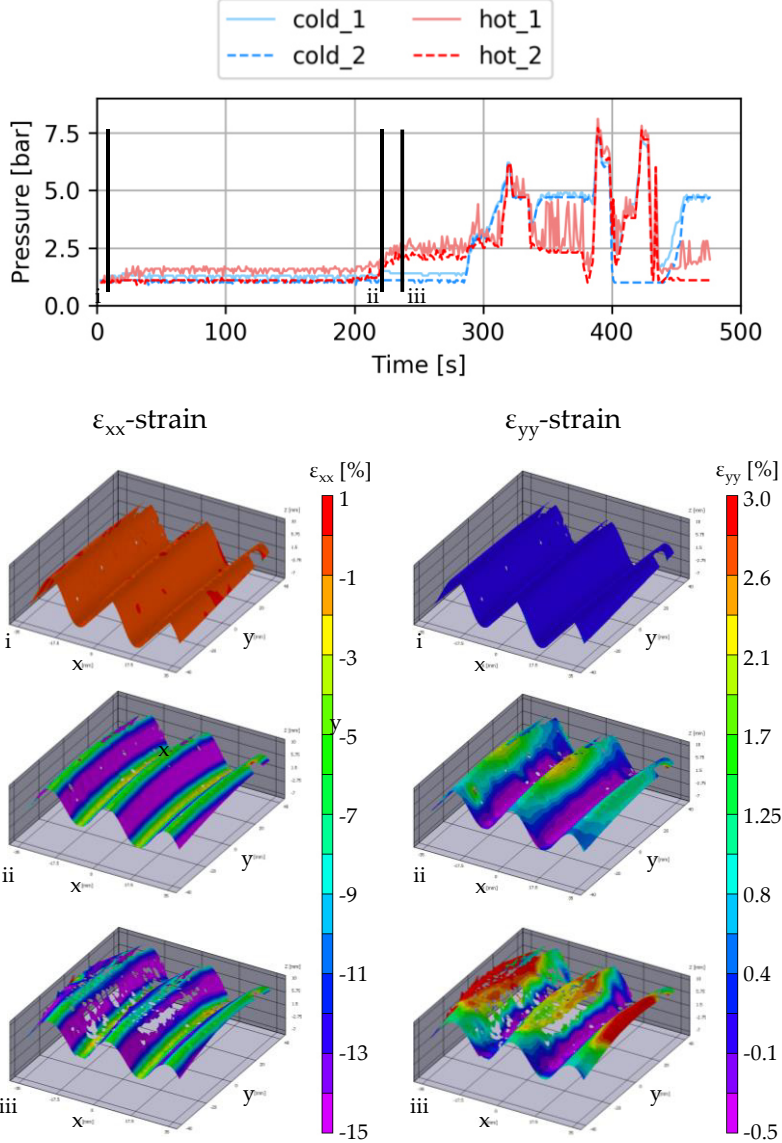 cold_1 hot_1
cold_2 hot_2
Pressure [bar]
7.5
5.0
2.5
0.0
i ii iii
0 100 200 300 400 500
Time [s]
εxx-strain εyy-strain
εxx [%] εyy [%]
1 3.0
-1 2.6
-3 2.1
-5 1.7
-7 1.25
-9 0.8
-11 0.4
-13 -0.1
-15 -0.5
i x y
i x y
y
x
ii x y
ii x y
iii x y
iii x y